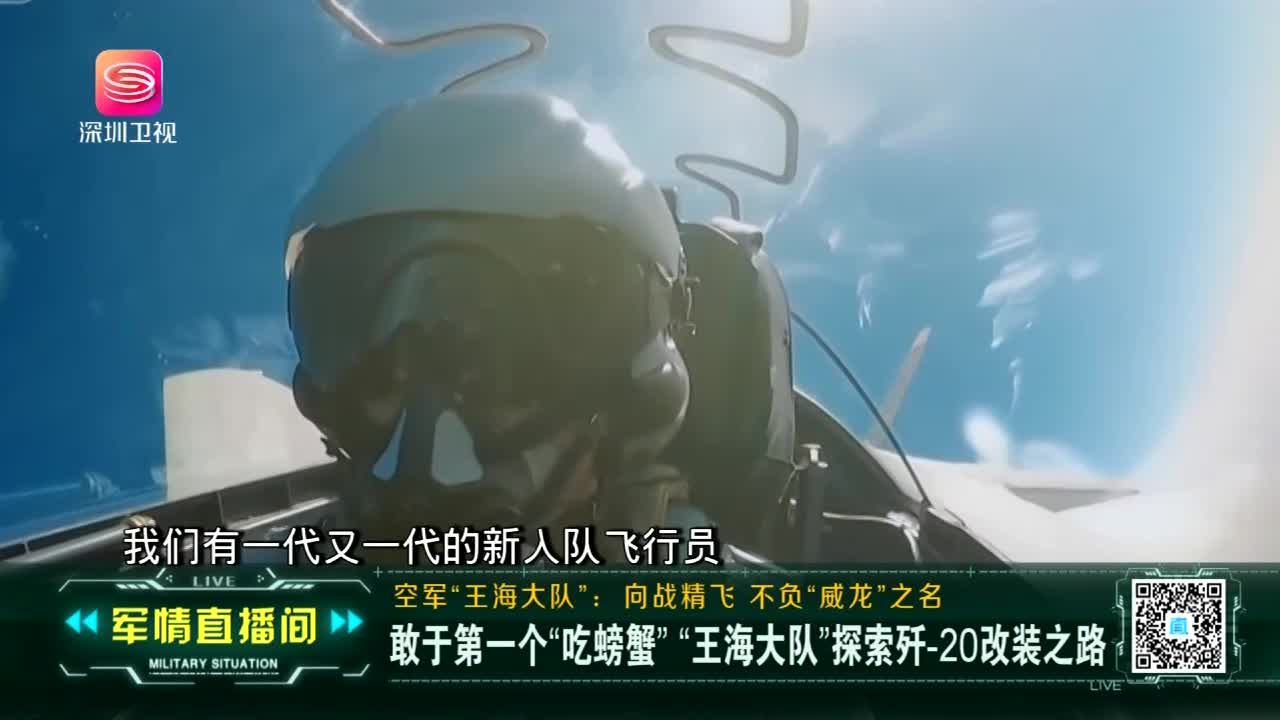 深圳卫视
我们有一代又一代的新入队飞行员
LIVE
军情直播间
MILITARY SITUATION
空军“王海大队”：向战精飞 不负“威龙”之名
敢于第一个“吃螃蟹” “王海大队”探索歼-20改装之路
LIVE